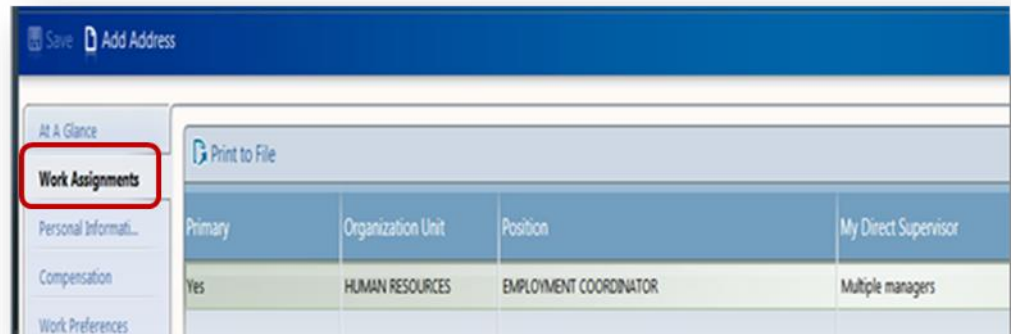 Save Add Address
At A Glance
Print to File
Work Assignments
Personal Informati...
Primary Organization Unit Position My Direct Supervisor
Compensation
Yes HUMAN RESOURCES EMPLOYMENT COORDINATOR Multiple managers
Work Preferences